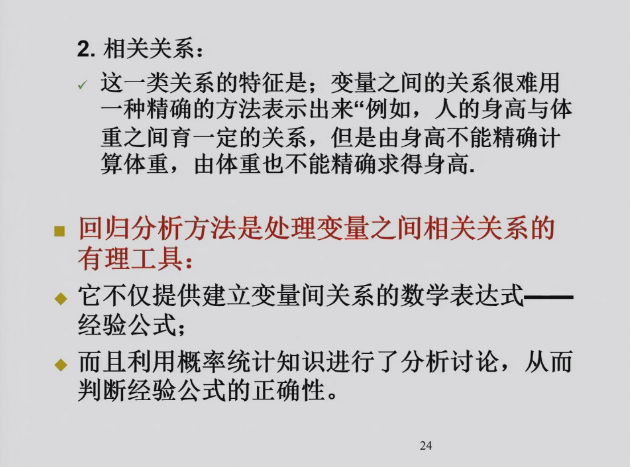 2. 相关关系：
✓ 这一类关系的特征是；变量之间的关系很难用
一种精确的方法表示出来“例如，人的身高与体
重之间育一定的关系，但是由身高不能精确计
算体重，由体重也不能精确求得身高.
■ 回归分析方法是处理变量之间相关关系的
有理工具：
◆ 它不仅提供建立变量间关系的数学表达式——
经验公式；
◆ 而且利用概率统计知识进行了分析讨论，从而
判断经验公式的正确性。
24